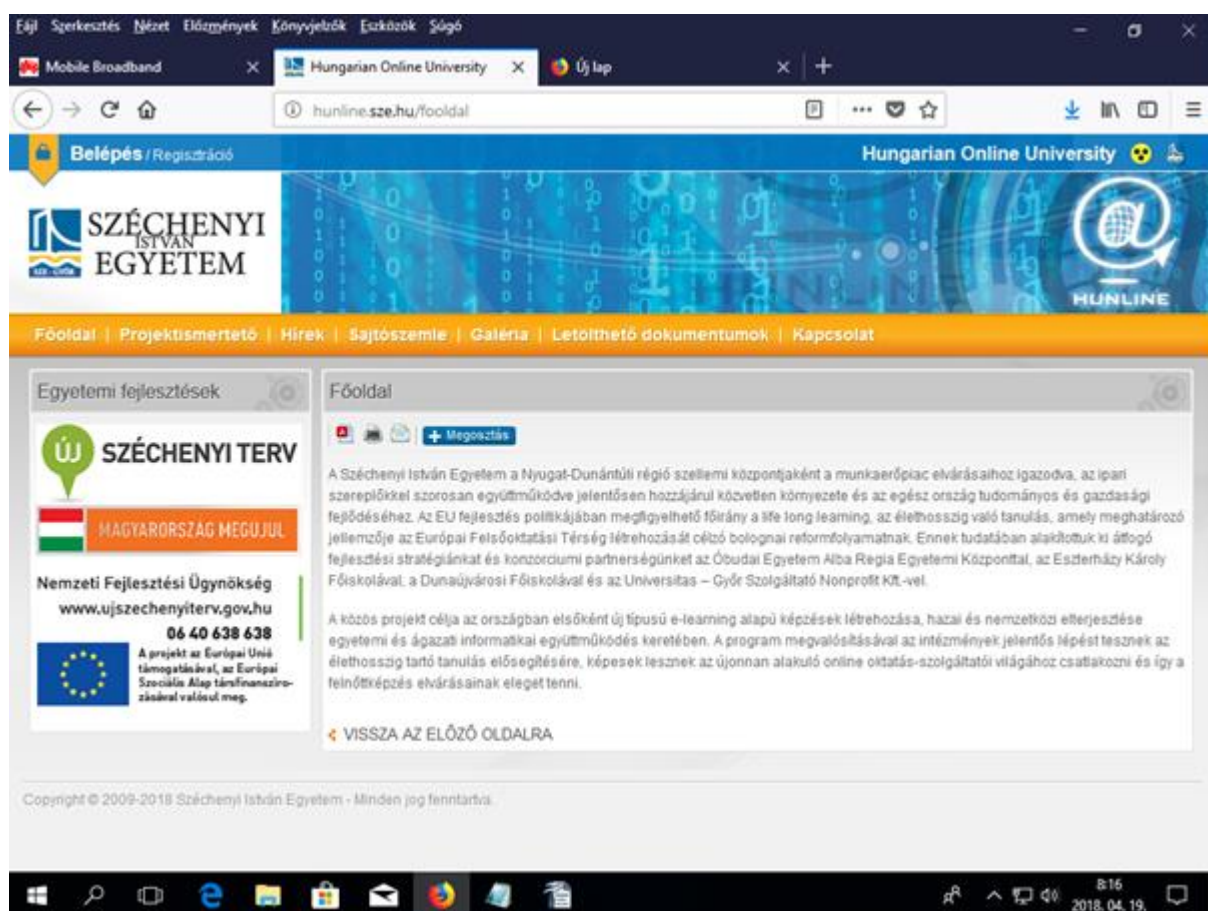 Fájl Szerkesztés Nézet Előzmények Könyvjelzők Eszközök Súgó
Mobile Broadband
Hungarian Online University
Új lap
hunline.sze.hu/fooldal
Belépés / Regisztráció
Hungarian Online University
SZÉCHENYI
ISTVÁN
EGYETEM
SZE - GYŐR
HUNLINE
HUNLINE
Főoldal | Projektismertető | Hírek | Sajtószemle | Galéria | Letölthető dokumentumok | Kapcsolat
Egyetemi fejlesztések
ÚJ SZÉCHENYI TERV
MAGYARORSZÁG MEGÚJUL
Nemzeti Fejlesztési Ügynökség
www.ujszechenyiterv.gov.hu
06 40 638 638
A projekt az Európai Unió
támogatásával, az Európai
Szociális Alap társfinanszíro-
zásával valósul meg.
Főoldal
Megosztás
A Széchenyi István Egyetem a Nyugat-Dunántúli régió szellemi központjaként a munkaerőpiac elvárásaihoz igazodva, az ipari
szereplőkkel szorosan együttműködve jelentősen hozzájárul közvetlen környezete és az egész ország tudományos és gazdasági
fejlődéséhez. Az EU fejlesztés politikájában megfigyelhető főirány a life long learning, az élethosszig való tanulás, amely meghatározó
jellemzője az Európai Felsőoktatási Térség létrehozását célzó bolognai reformfolyamatnak. Ennek tudatában alakítottuk ki átfogó
fejlesztési stratégiánkat és konzorciumi partnerségünket az Óbudai Egyetem Alba Regia Egyetemi Központtal, az Eszterházy Károly
Főiskolával, a Dunaújvárosi Főiskolával és az Universitas – Győr Szolgáltató Nonprofit Kft.-vel.
A közös projekt célja az országban elsőként új típusú e-learning alapú képzések létrehozása, hazai és nemzetközi elterjesztése
egyetemi és ágazati informatikai együttműködés keretében. A program megvalósításával az intézmények jelentős lépést tesznek az
élethosszig tartó tanulás elősegítésére, képesek lesznek az újonnan alakuló online oktatás-szolgáltatói világához csatlakozni és így a
felnőttképzés elvárásainak eleget tenni.
VISSZA AZ ELŐZŐ OLDALRA
Copyright © 2009-2018 Széchenyi István Egyetem - Minden jog fenntartva.
8:16
2018. 04. 19.